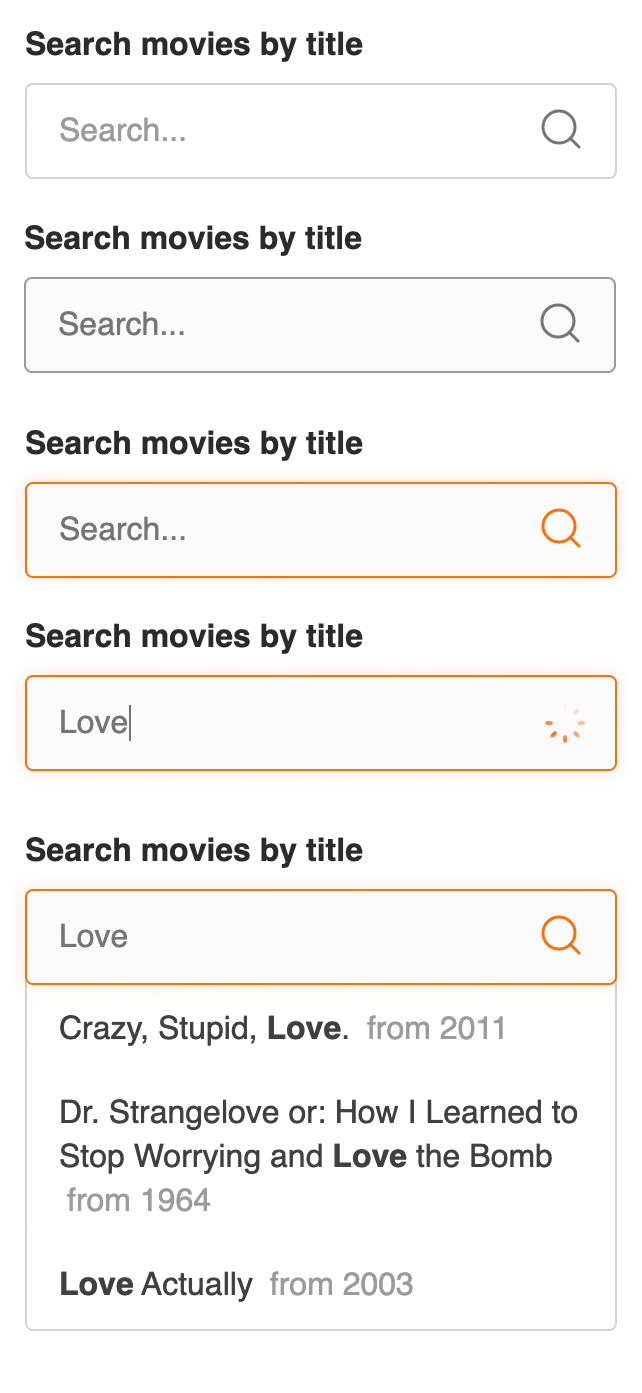 Search movies by title
Search...
Search movies by title
Search...
Search movies by title
Search...
Search movies by title
Love
Search movies by title
Love
Crazy, Stupid, Love. from 2011
Dr. Strangelove or: How I Learned to
Stop Worrying and Love the Bomb
from 1964
Love Actually from 2003